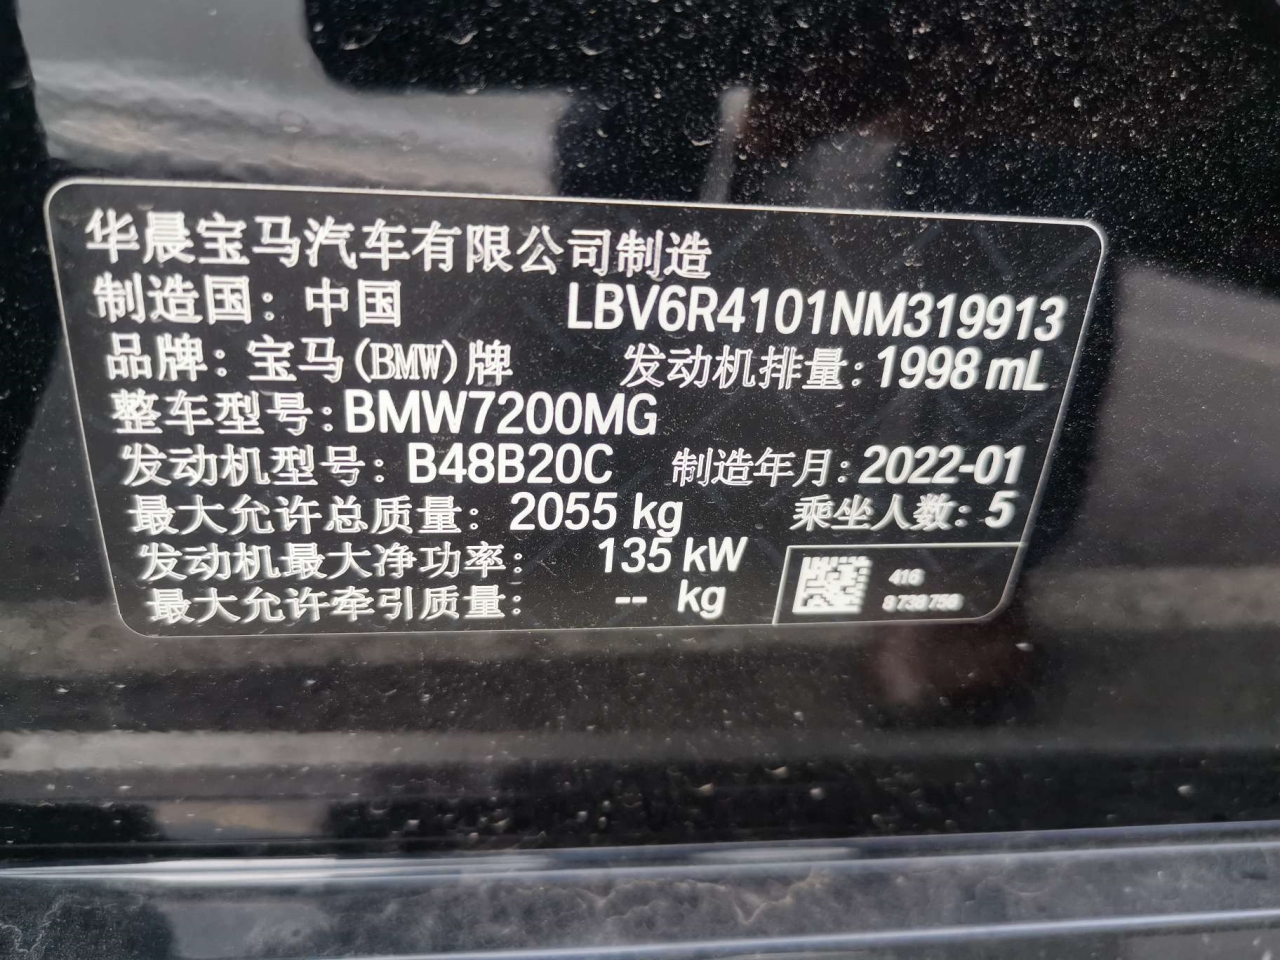 华晨宝马汽车有限公司制造
制造国：中国 LBV6R4101NM319913
品牌：宝马(BMW)牌 发动机排量：1998 mL
整车型号：BMW7200MG
发动机型号：B48B20C 制造年月：2022-01
最大允许总质量：2055 kg 乘坐人数：5
发动机最大净功率：135 kW
最大允许牵引质量：-- kg
416
8738756